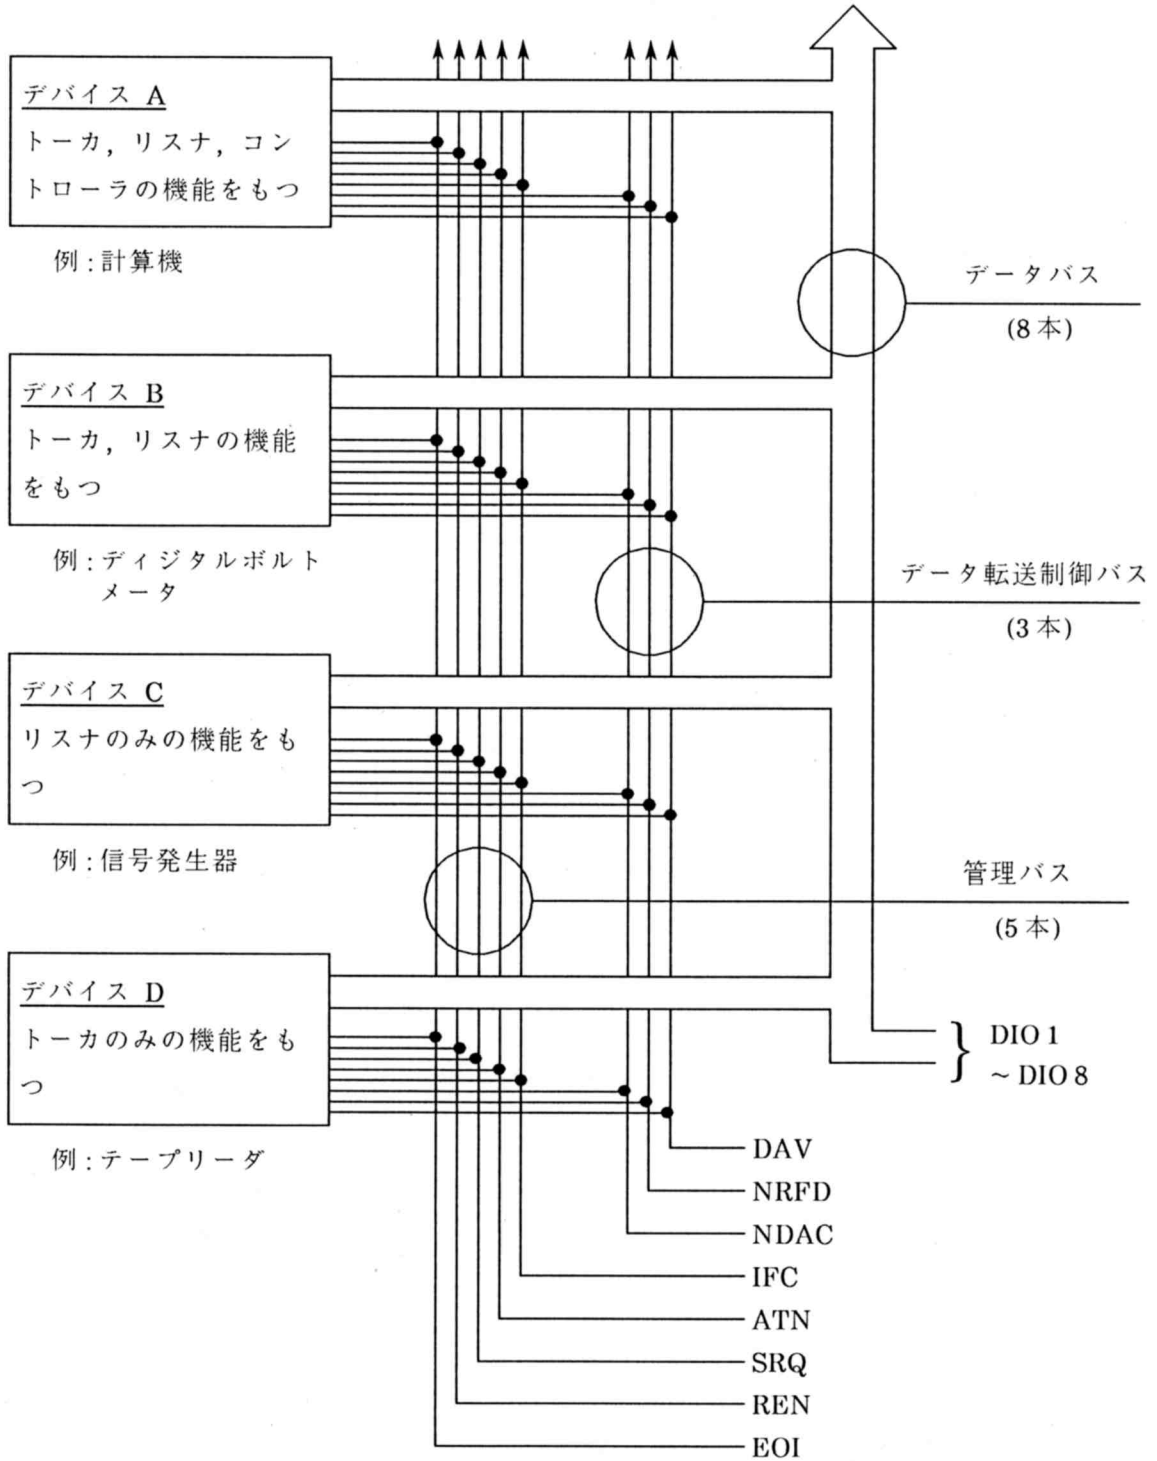 デバイス A
トーカ，リスナ，コン
トローラの機能をもつ
例:計算機
データバス
(8本)
デバイス B
トーカ，リスナの機能
をもつ
例:ディジタルボルト
メータ
データ転送制御バス
(3本)
デバイス C
リスナのみの機能をも
つ
例:信号発生器
管理バス
(5本)
デバイス D
トーカのみの機能をも
つ
例:テープリーダ
DIO 1
～DIO 8
DAV
NRFD
NDAC
IFC
ATN
SRQ
REN
EOI